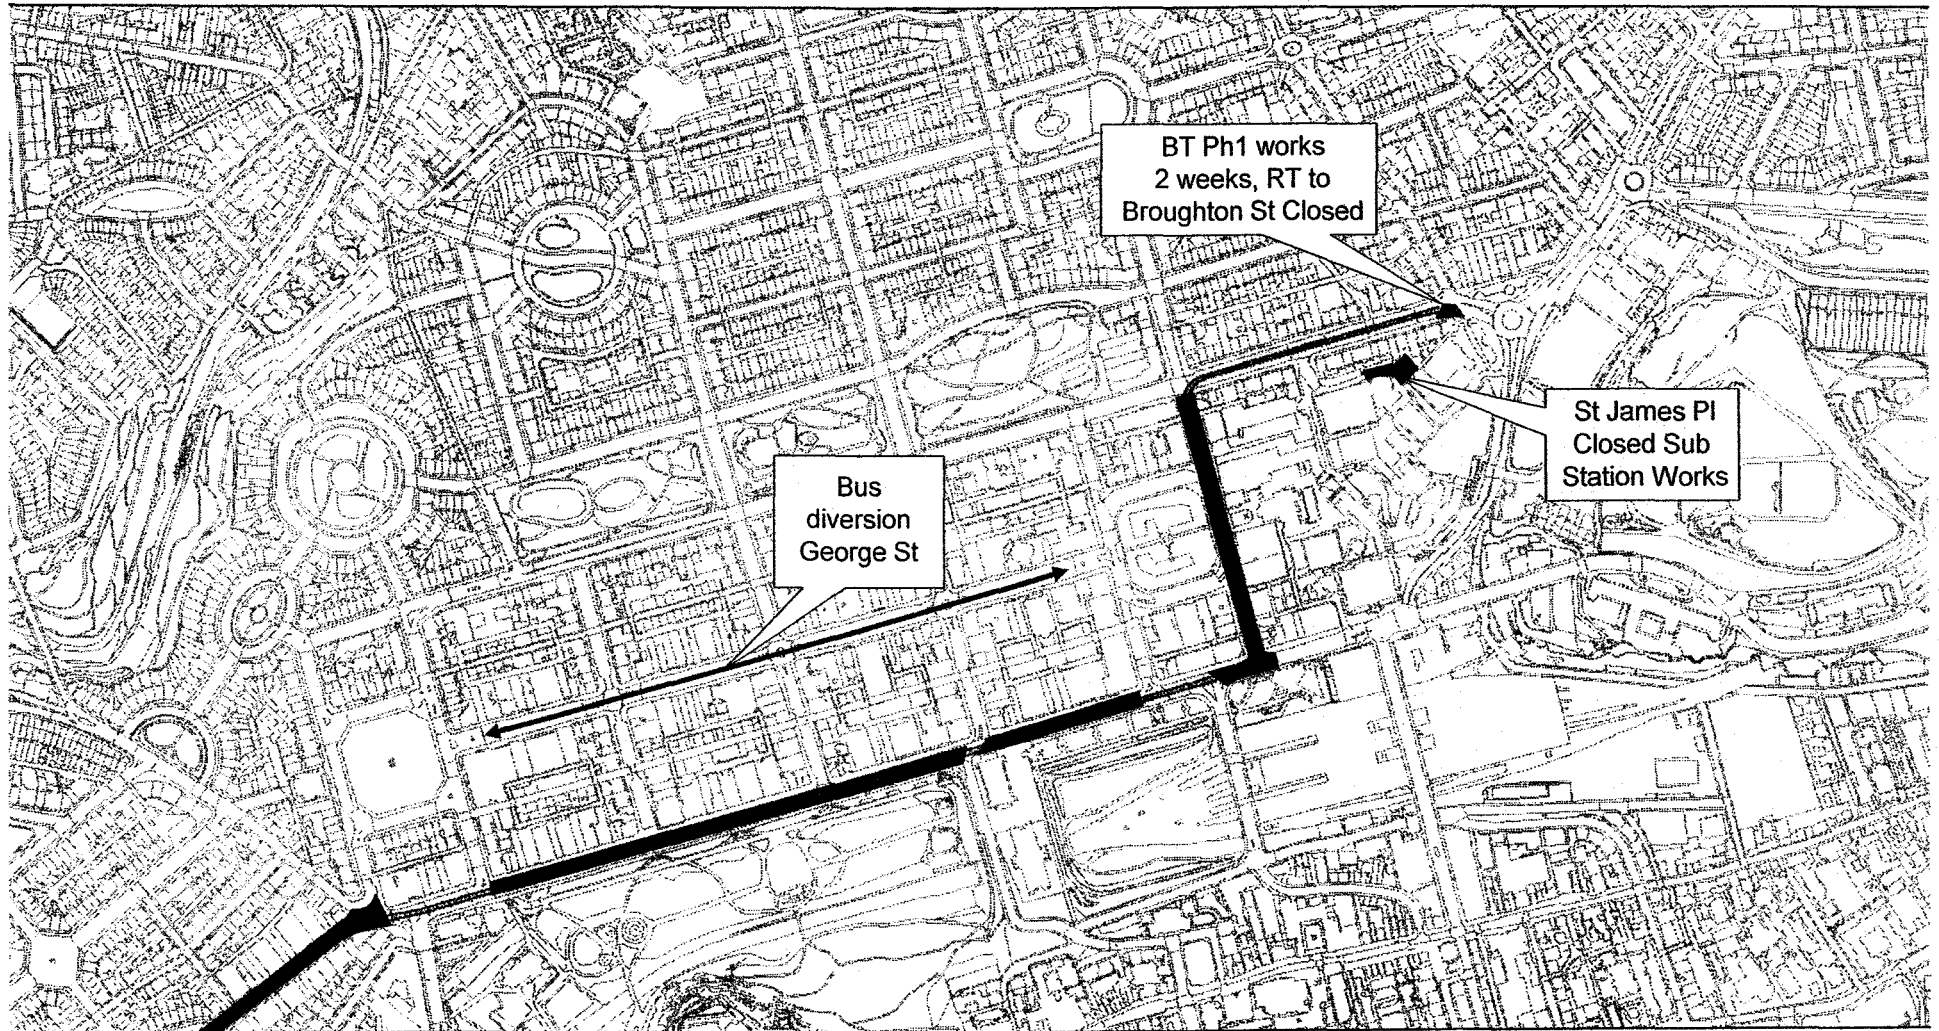 BT Ph1 works
2 weeks, RT to
Broughton St Closed
St James Pl
Closed Sub
Station Works
Bus
diversion
George St